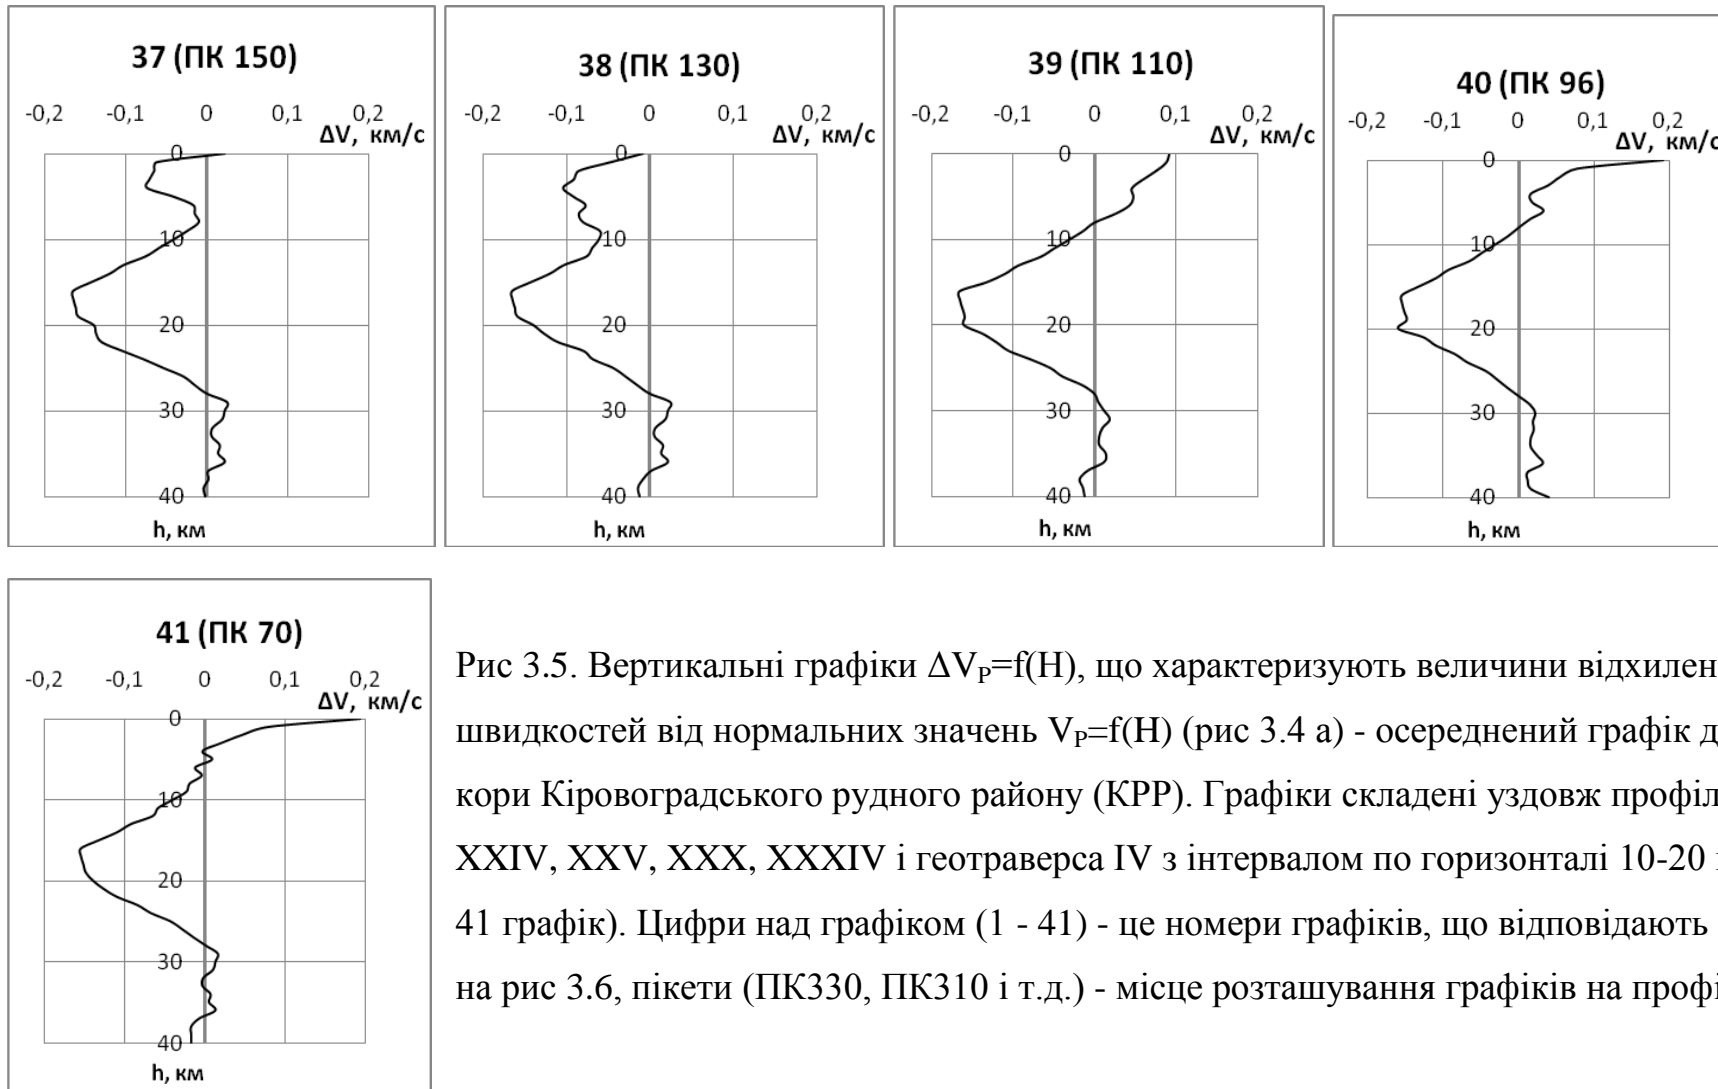 37 (ПК 150)
-0,2 -0,1 0 0,1 0,2
ΔV, км/с
0
10
20
30
40
h, км
38 (ПК 130)
-0,2 -0,1 0 0,1 0,2
ΔV, км/с
0
10
20
30
40
h, км
39 (ПК 110)
-0,2 -0,1 0 0,1 0,2
ΔV, км/с
0
10
20
30
40
h, км
40 (ПК 96)
-0,2 -0,1 0 0,1 0,2
ΔV, км/с
0
10
20
30
40
h, км
41 (ПК 70)
-0,2 -0,1 0 0,1 0,2
ΔV, км/с
0
10
20
30
40
h, км
Рис 3.5. Вертикальні графіки ΔVₚ=f(H), що характеризують величини
швидкостей від нормальних значень Vₚ=f(H) (рис 3.4 а) - осереднений графік
кори Кіровоградського рудного району (КРР). Графіки складені уздовж
XXIV, XXV, XXX, XXXIV і геотраверса IV з інтервалом по горизонталі 10-20
41 графік). Цифри над графіком (1 - 41) - це номери графіків, що відповідають
на рис 3.6, пікети (ПК330, ПК310 і т.д.) - місце розташування графіків на